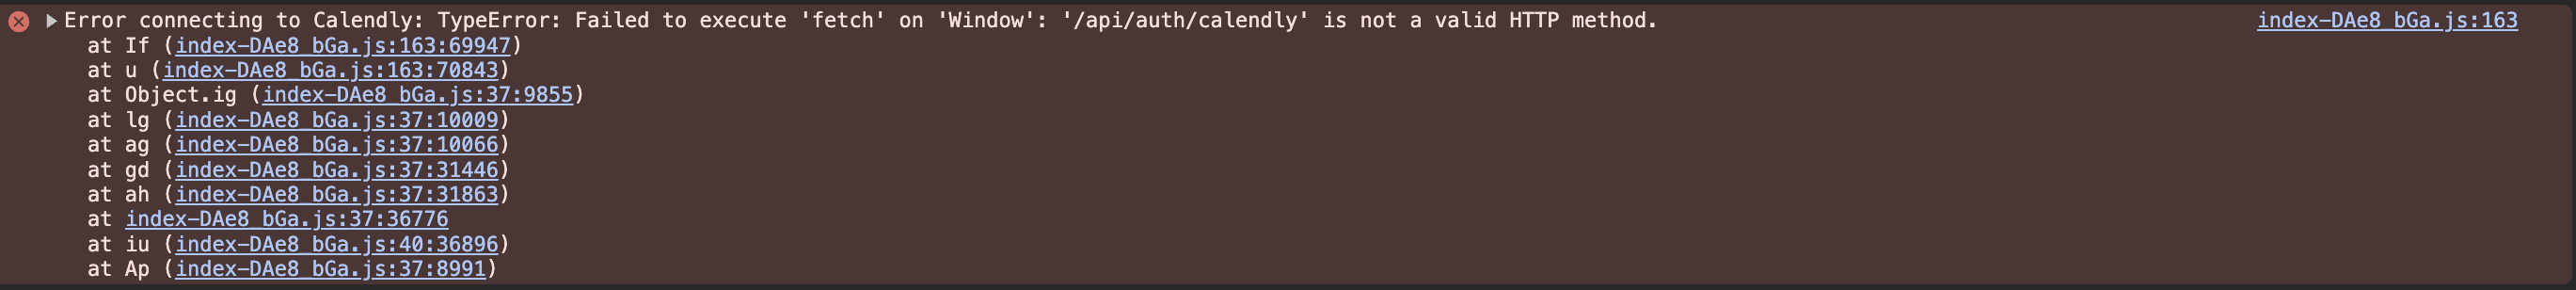 Error connecting to Calendly: TypeError: Failed to execute 'fetch' on 'Window': '/api/auth/calendly' is not a valid HTTP method. index-DAe8_bGa.js:163
at If (index-DAe8_bGa.js:163:69947)
at u (index-DAe8_bGa.js:163:70843)
at Object.ig (index-DAe8_bGa.js:37:9855)
at lg (index-DAe8_bGa.js:37:10009)
at ag (index-DAe8_bGa.js:37:10066)
at gd (index-DAe8_bGa.js:37:31446)
at ah (index-DAe8_bGa.js:37:31863)
at index-DAe8_bGa.js:37:36776
at iu (index-DAe8_bGa.js:40:36896)
at Ap (index-DAe8_bGa.js:37:8991)